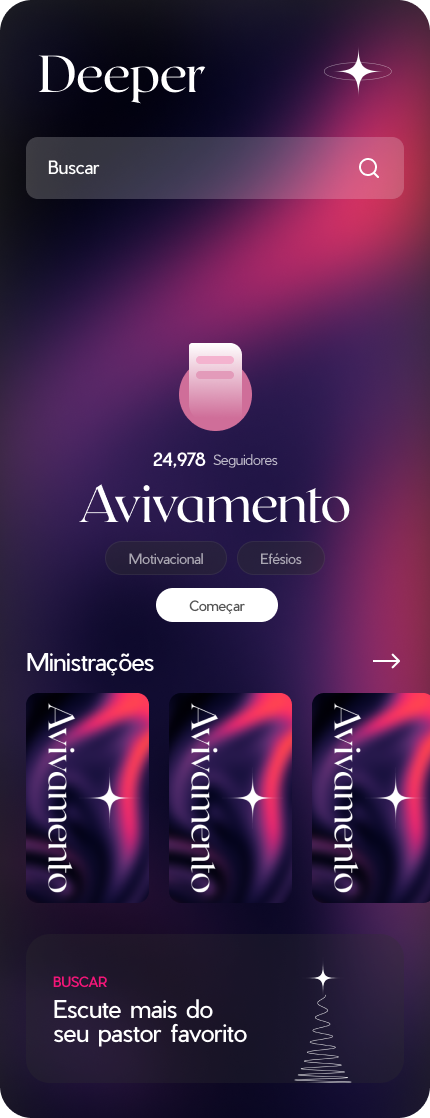 Deeper
Buscar
24,978 Seguidores
Avivamento
Motivacional Efésios
Começar
Ministrações
Avivamento
Avivamento
Avivamento
BUSCAR
Escute mais do
seu pastor favorito